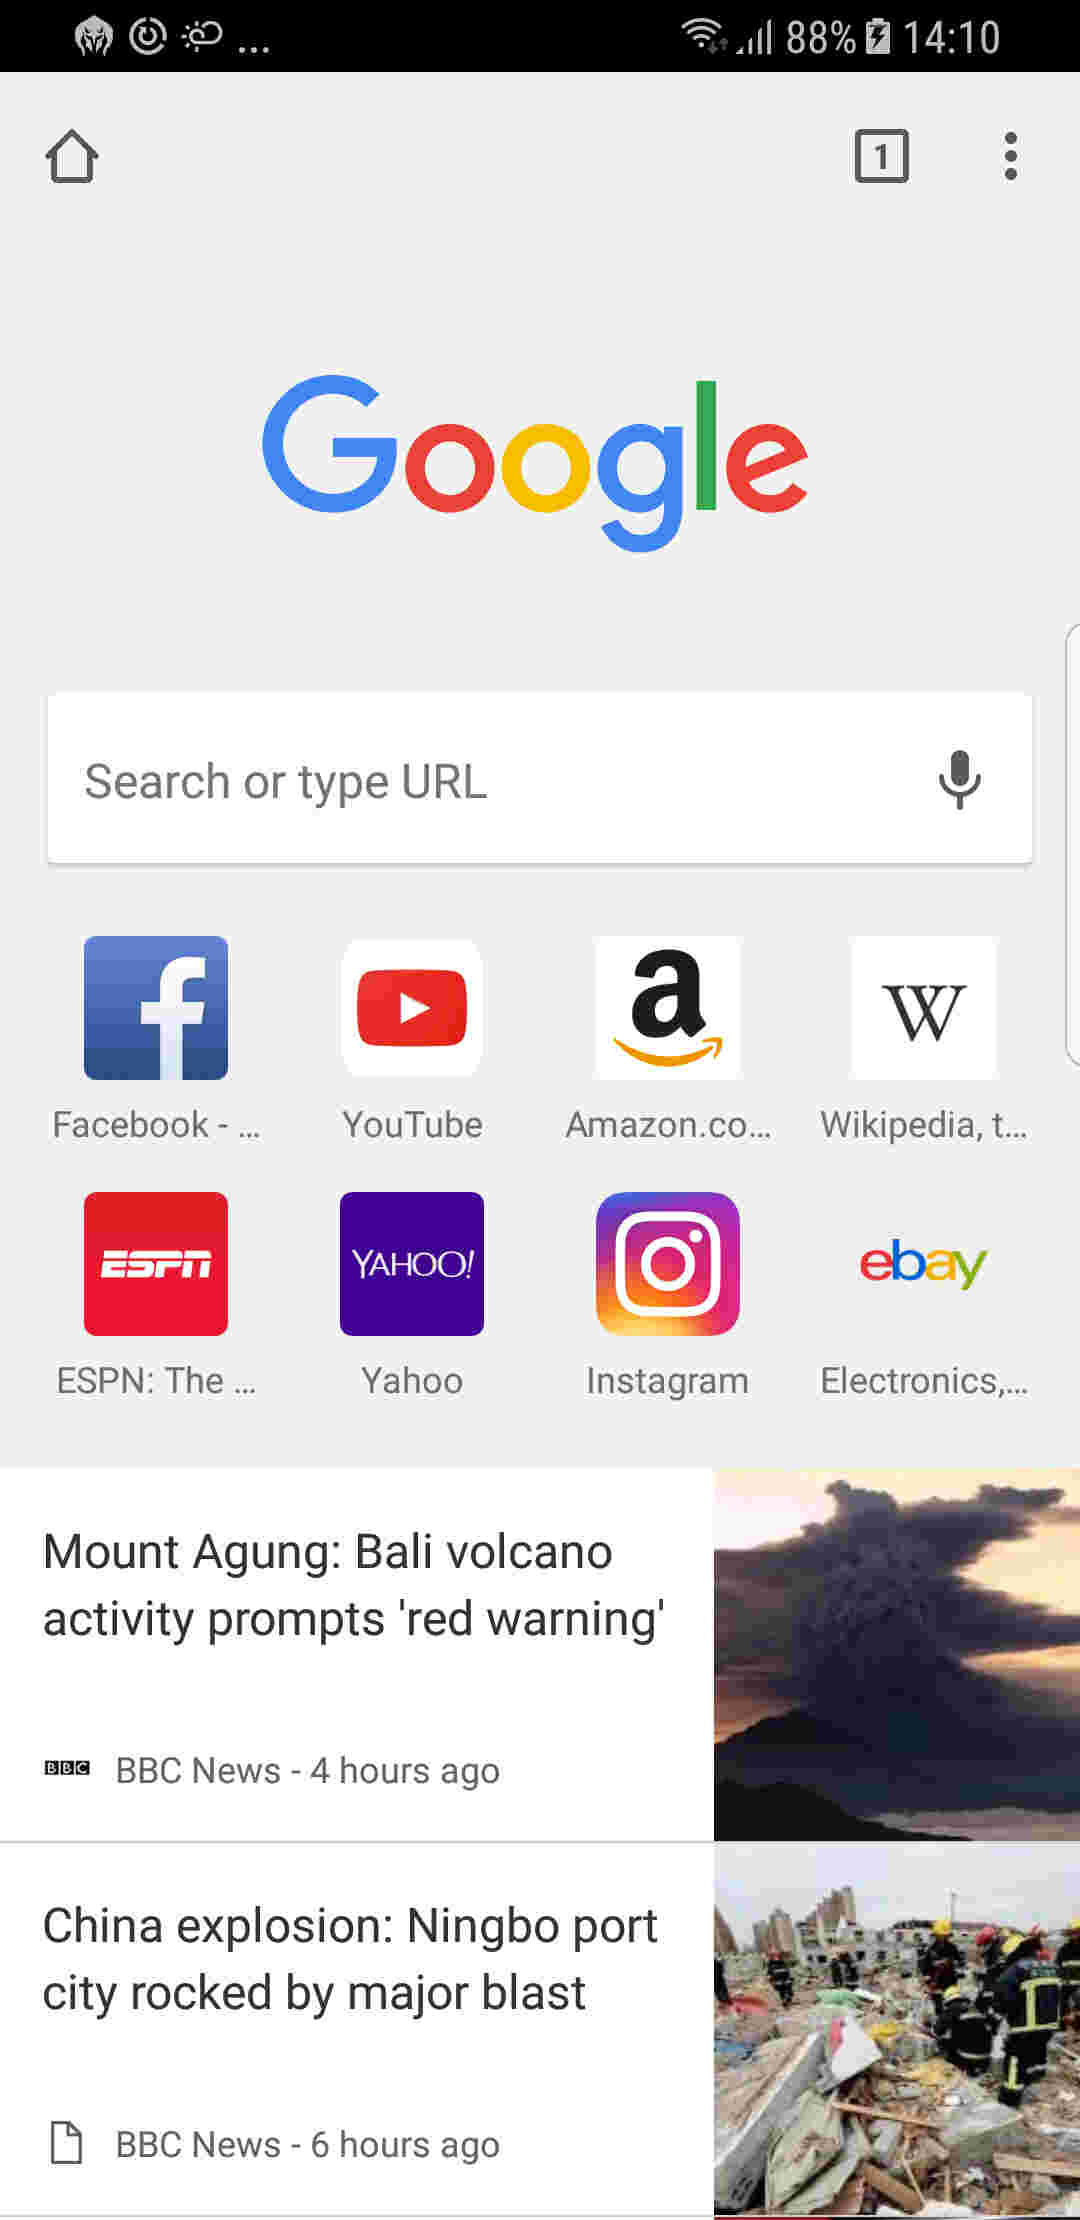 ... 88% 14:10
1
Google
Search or type URL
f a W
Facebook - ... YouTube Amazon.co... Wikipedia, t...
ESPN YAHOO! ebay
ESPN: The ... Yahoo Instagram Electronics,...
Mount Agung: Bali volcano
activity prompts 'red warning'
BBC BBC News - 4 hours ago
China explosion: Ningbo port
city rocked by major blast
BBC News - 6 hours ago